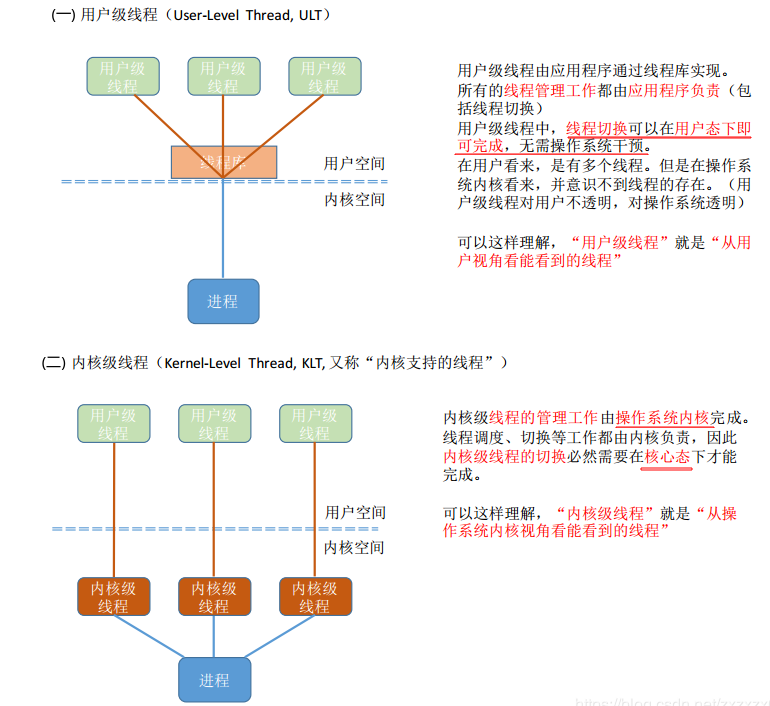 (一) 用户级线程（User-Level Thread, ULT）
用户级
线程
用户级
线程
用户级
线程
线程库
用户空间
内核空间
进程
用户级线程由应用程序通过线程库实现。
所有的线程管理工作都由应用程序负责（包
括线程切换）
用户级线程中，线程切换可以在用户态下即
可完成，无需操作系统干预。
在用户看来，是有多个线程。但是在操作系
统内核看来，并意识不到线程的存在。（用
户级线程对用户不透明，对操作系统透明）
可以这样理解，“用户级线程”就是“从用
户视角看能看到的线程”
(二) 内核级线程（Kernel-Level Thread, KLT, 又称“内核支持的线程”）
用户级
线程
用户级
线程
用户级
线程
用户空间
内核空间
内核级
线程
内核级
线程
内核级
线程
进程
内核级线程的管理工作由操作系统内核完成。
线程调度、切换等工作都由内核负责，因此
内核级线程的切换必然需要在核心态下才能
完成。
可以这样理解，“内核级线程”就是“从操
作系统内核视角看能看到的线程”